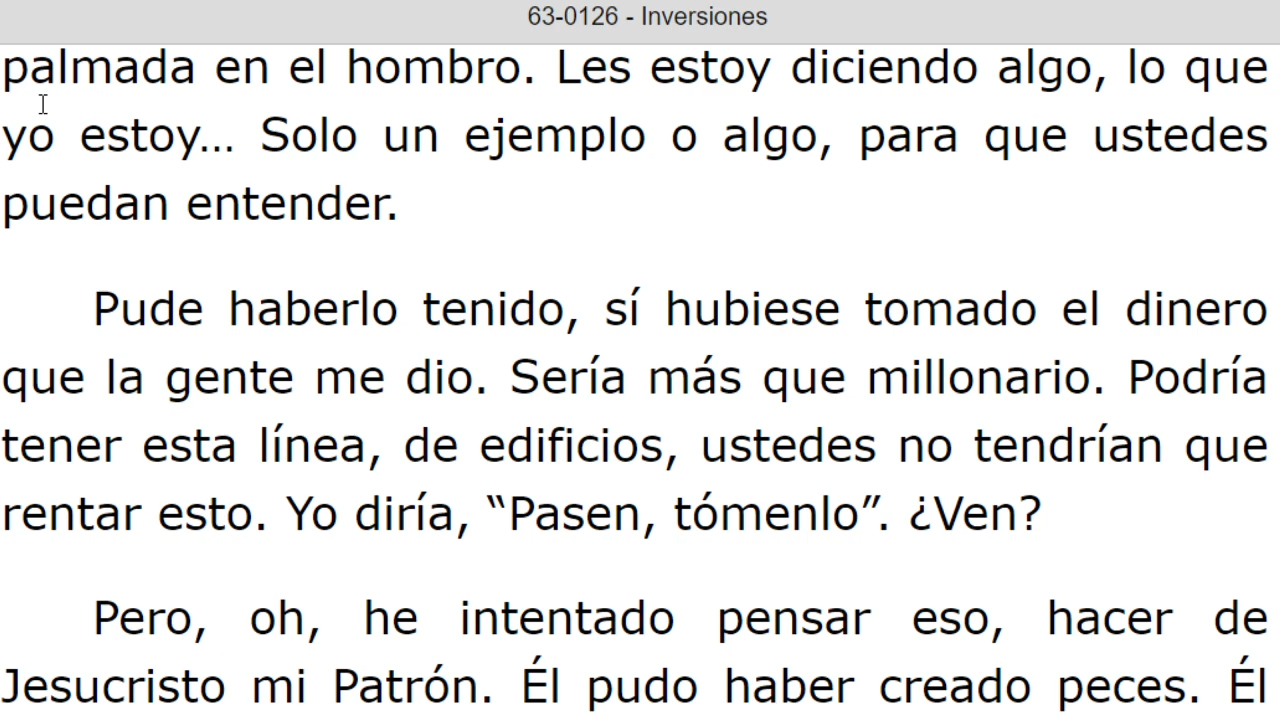 63-0126 - Inversiones
palmada en el hombro. Les estoy diciendo algo, lo que
yo estoy... Solo un ejemplo o algo, para que ustedes
puedan entender.
Pude haberlo tenido, sí hubiese tomado el dinero
que la gente me dio. Sería más que millonario. Podría
tener esta línea, de edificios, ustedes no tendrían que
rentar esto. Yo diría, “Pasen, tómenlo”. ¿Ven?
Pero, oh, he intentado pensar eso, hacer de
Jesucristo mi Patrón. Él pudo haber creado peces. Él